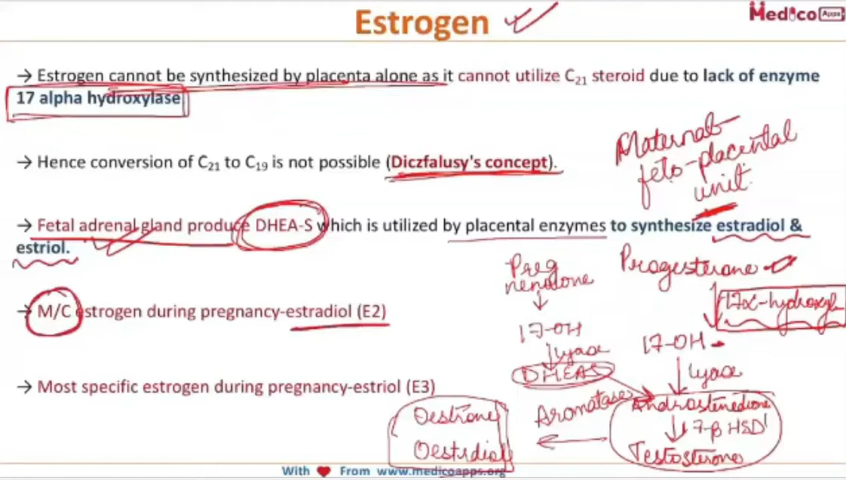 Estrogen
Medico Apps
→ Estrogen cannot be synthesized by placenta alone as it cannot utilize C21 steroid due to lack of enzyme
17 alpha hydroxylase
→ Hence conversion of C21 to C19 is not possible (Diczfalusy's concept).
Maternal-
feto-placental
unit
→ Fetal adrenal gland produce DHEA-S which is utilized by placental enzymes to synthesize estradiol &
estriol.
Preg
nenolone
Progesterone
→ M/C estrogen during pregnancy-estradiol (E2)
17α-hydroxyl
17-OH
lyase
17-OH
lyase
DHEAS
→ Most specific estrogen during pregnancy-estriol (E3)
Androstenedione
Aromatase
Oestrone
7-β HSD
Oestrdiol
Testosterone
With ❤ From www.medicoapps.org